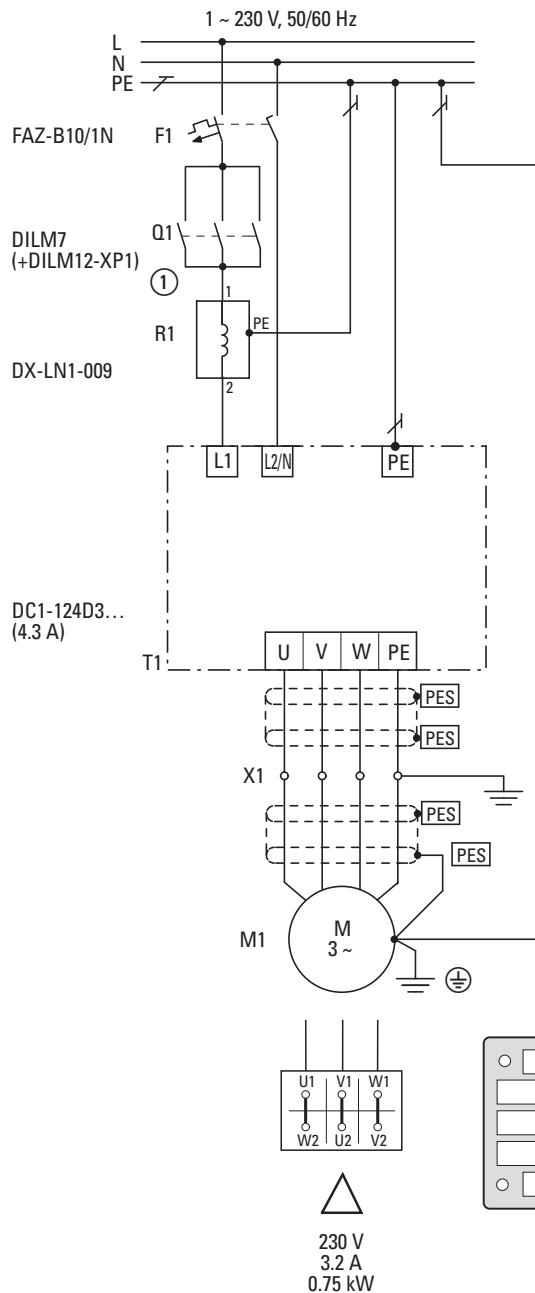 1 ~ 230 V, 50/60 Hz
L
N
PE
FAZ-B10/1N F1
DILM7 Q1
(+DILM12-XP1)
1
1
R1 PE
DX-LN1-009
2
L1 L2/N PE
DC1-124D3…
(4.3 A)
T1
U V W PE
PES
PES
X1
PES
PES
M1 M
3 ~
U1 V1 W1
W2 U2 V2
230 V
3.2 A
0.75 kW